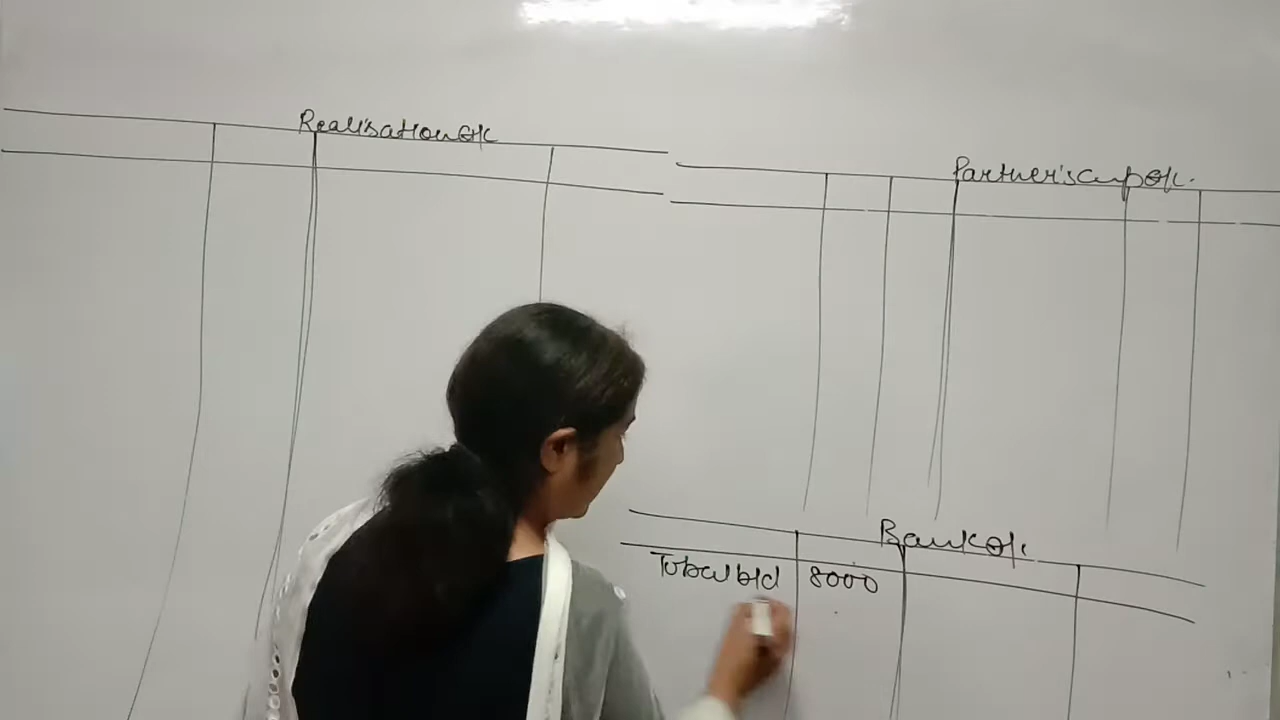 Realisation a/c
Partner's cap a/c.
Bank a/c.
To bal b/d 8000